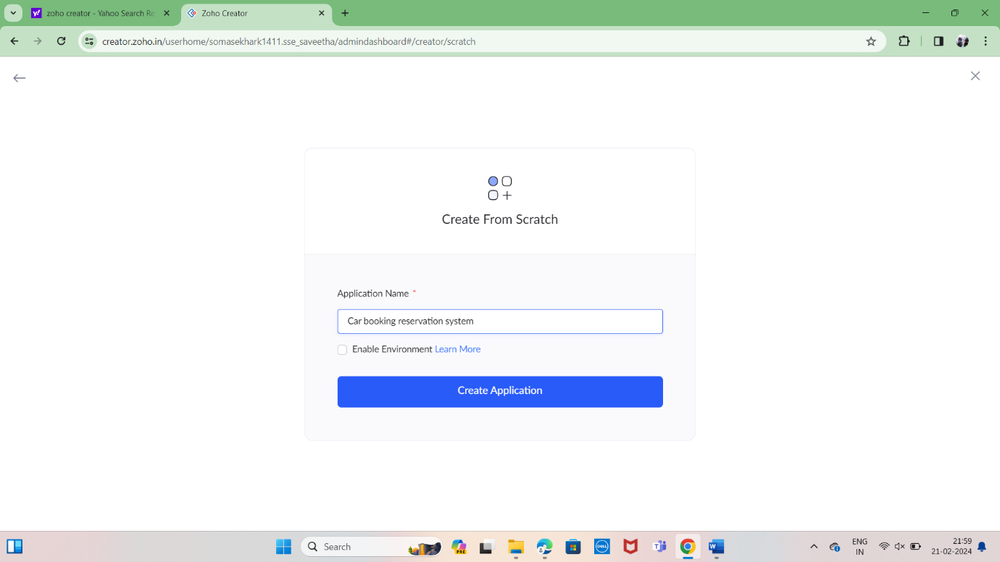 zoho creator - Yahoo Search Re
Zoho Creator
creator.zoho.in/userhome/somasekhark1411.sse_saveetha/admindashboard#/creator/scratch
Create From Scratch
Application Name *
Car booking reservation system
Enable Environment Learn More
Create Application
Search
PRE
DELL
ENG
IN
21:59
21-02-2024